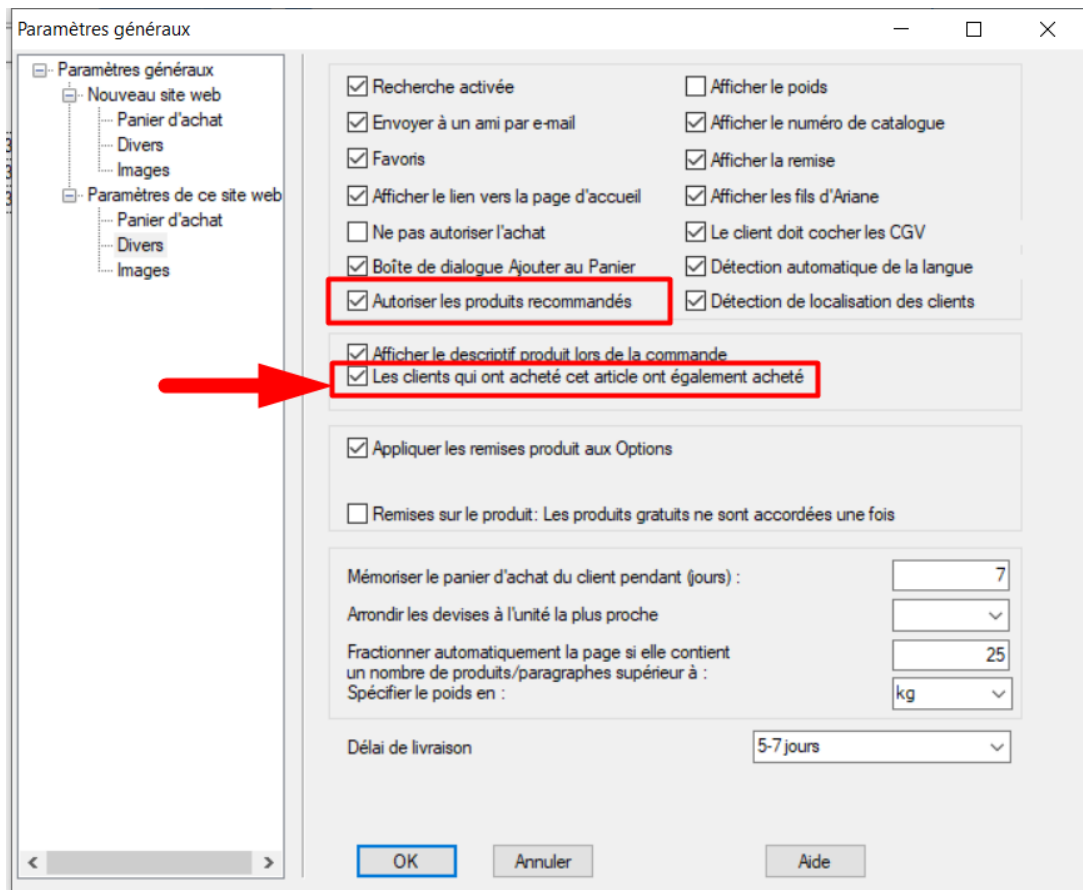 Paramètres généraux
Paramètres généraux
Nouveau site web
Panier d'achat
Divers
Images
Paramètres de ce site web
Panier d'achat
Divers
Images
Recherche activée
Envoyer à un ami par e-mail
Favoris
Afficher le lien vers la page d'accueil
Ne pas autoriser l'achat
Boîte de dialogue Ajouter au Panier
Autoriser les produits recommandés
Afficher le poids
Afficher le numéro de catalogue
Afficher la remise
Afficher les fils d'Ariane
Le client doit cocher les CGV
Détection automatique de la langue
Détection de localisation des clients
Afficher le descriptif produit lors de la commande
Les clients qui ont acheté cet article ont également acheté
Appliquer les remises produit aux Options
Remises sur le produit: Les produits gratuits ne sont accordées une fois
Mémoriser le panier d'achat du client pendant (jours) : 7
Arrondir les devises à l'unité la plus proche
Fractionner automatiquement la page si elle contient
un nombre de produits/paragraphes supérieur à : 25
Spécifier le poids en : kg
Délai de livraison 5-7 jours
OK Annuler Aide